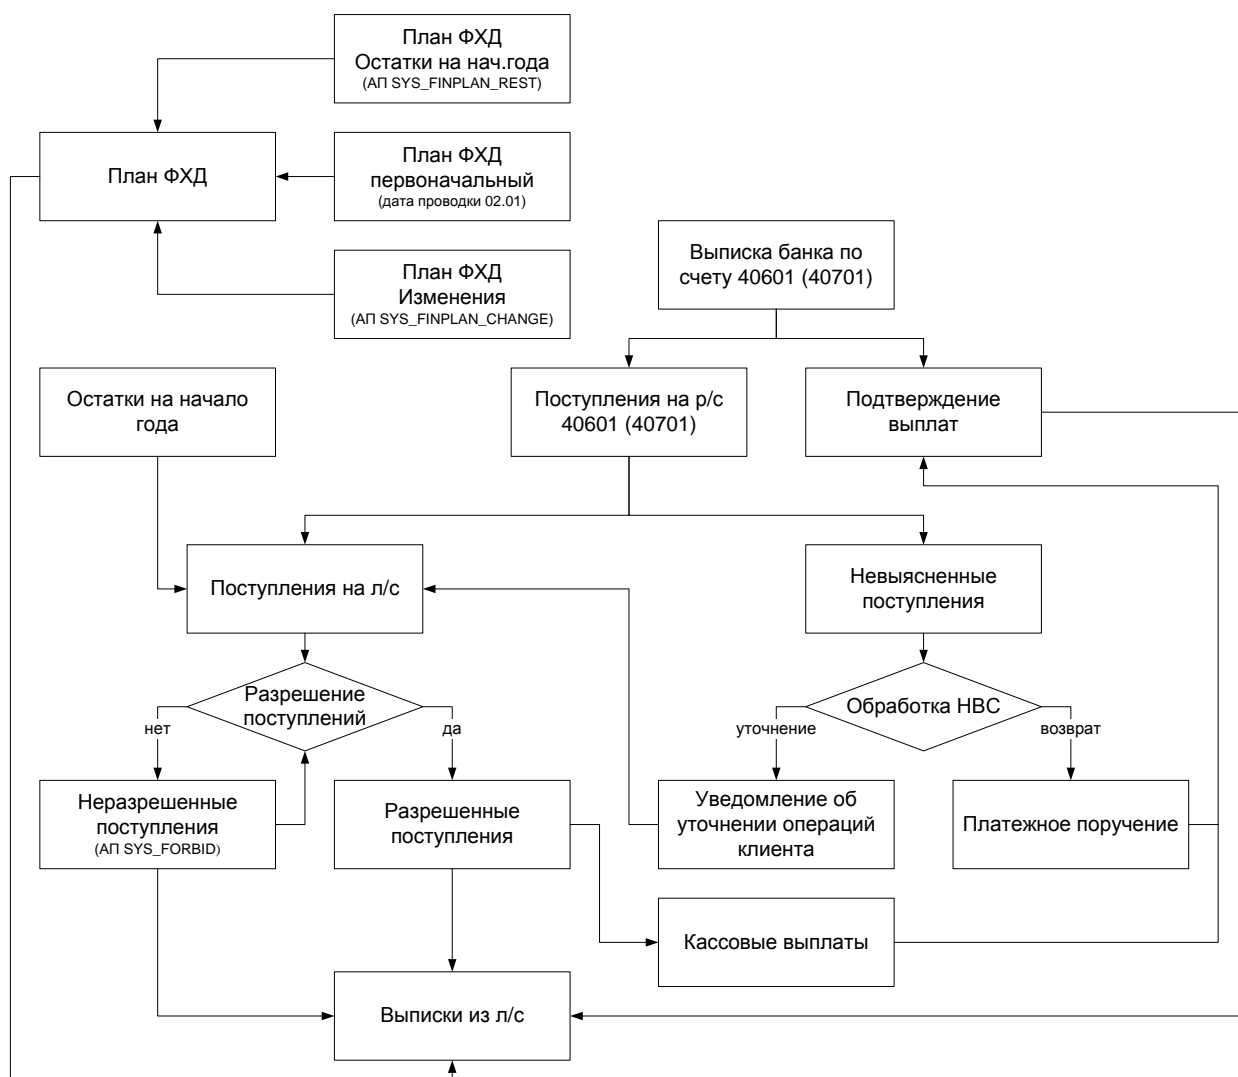 План ФХД
Остатки на нач.года
(АП SYS_FINPLAN_REST)
План ФХД
План ФХД
первоначальный
(дата проводки 02.01)
План ФХД
Изменения
(АП SYS_FINPLAN_CHANGE)
Выписка банка по
счету 40601 (40701)
Остатки на начало
года
Поступления на р/с
40601 (40701)
Подтверждение
выплат
Поступления на л/с
Невыясненные
поступления
Разрешение
поступлений
Обработка НВС
нет
да
уточнение
возврат
Неразрешенные
поступления
(АП SYS_FORBID)
Разрешенные
поступления
Уведомление об
уточнении операций
клиента
Платежное поручение
Кассовые выплаты
Выписки из л/с